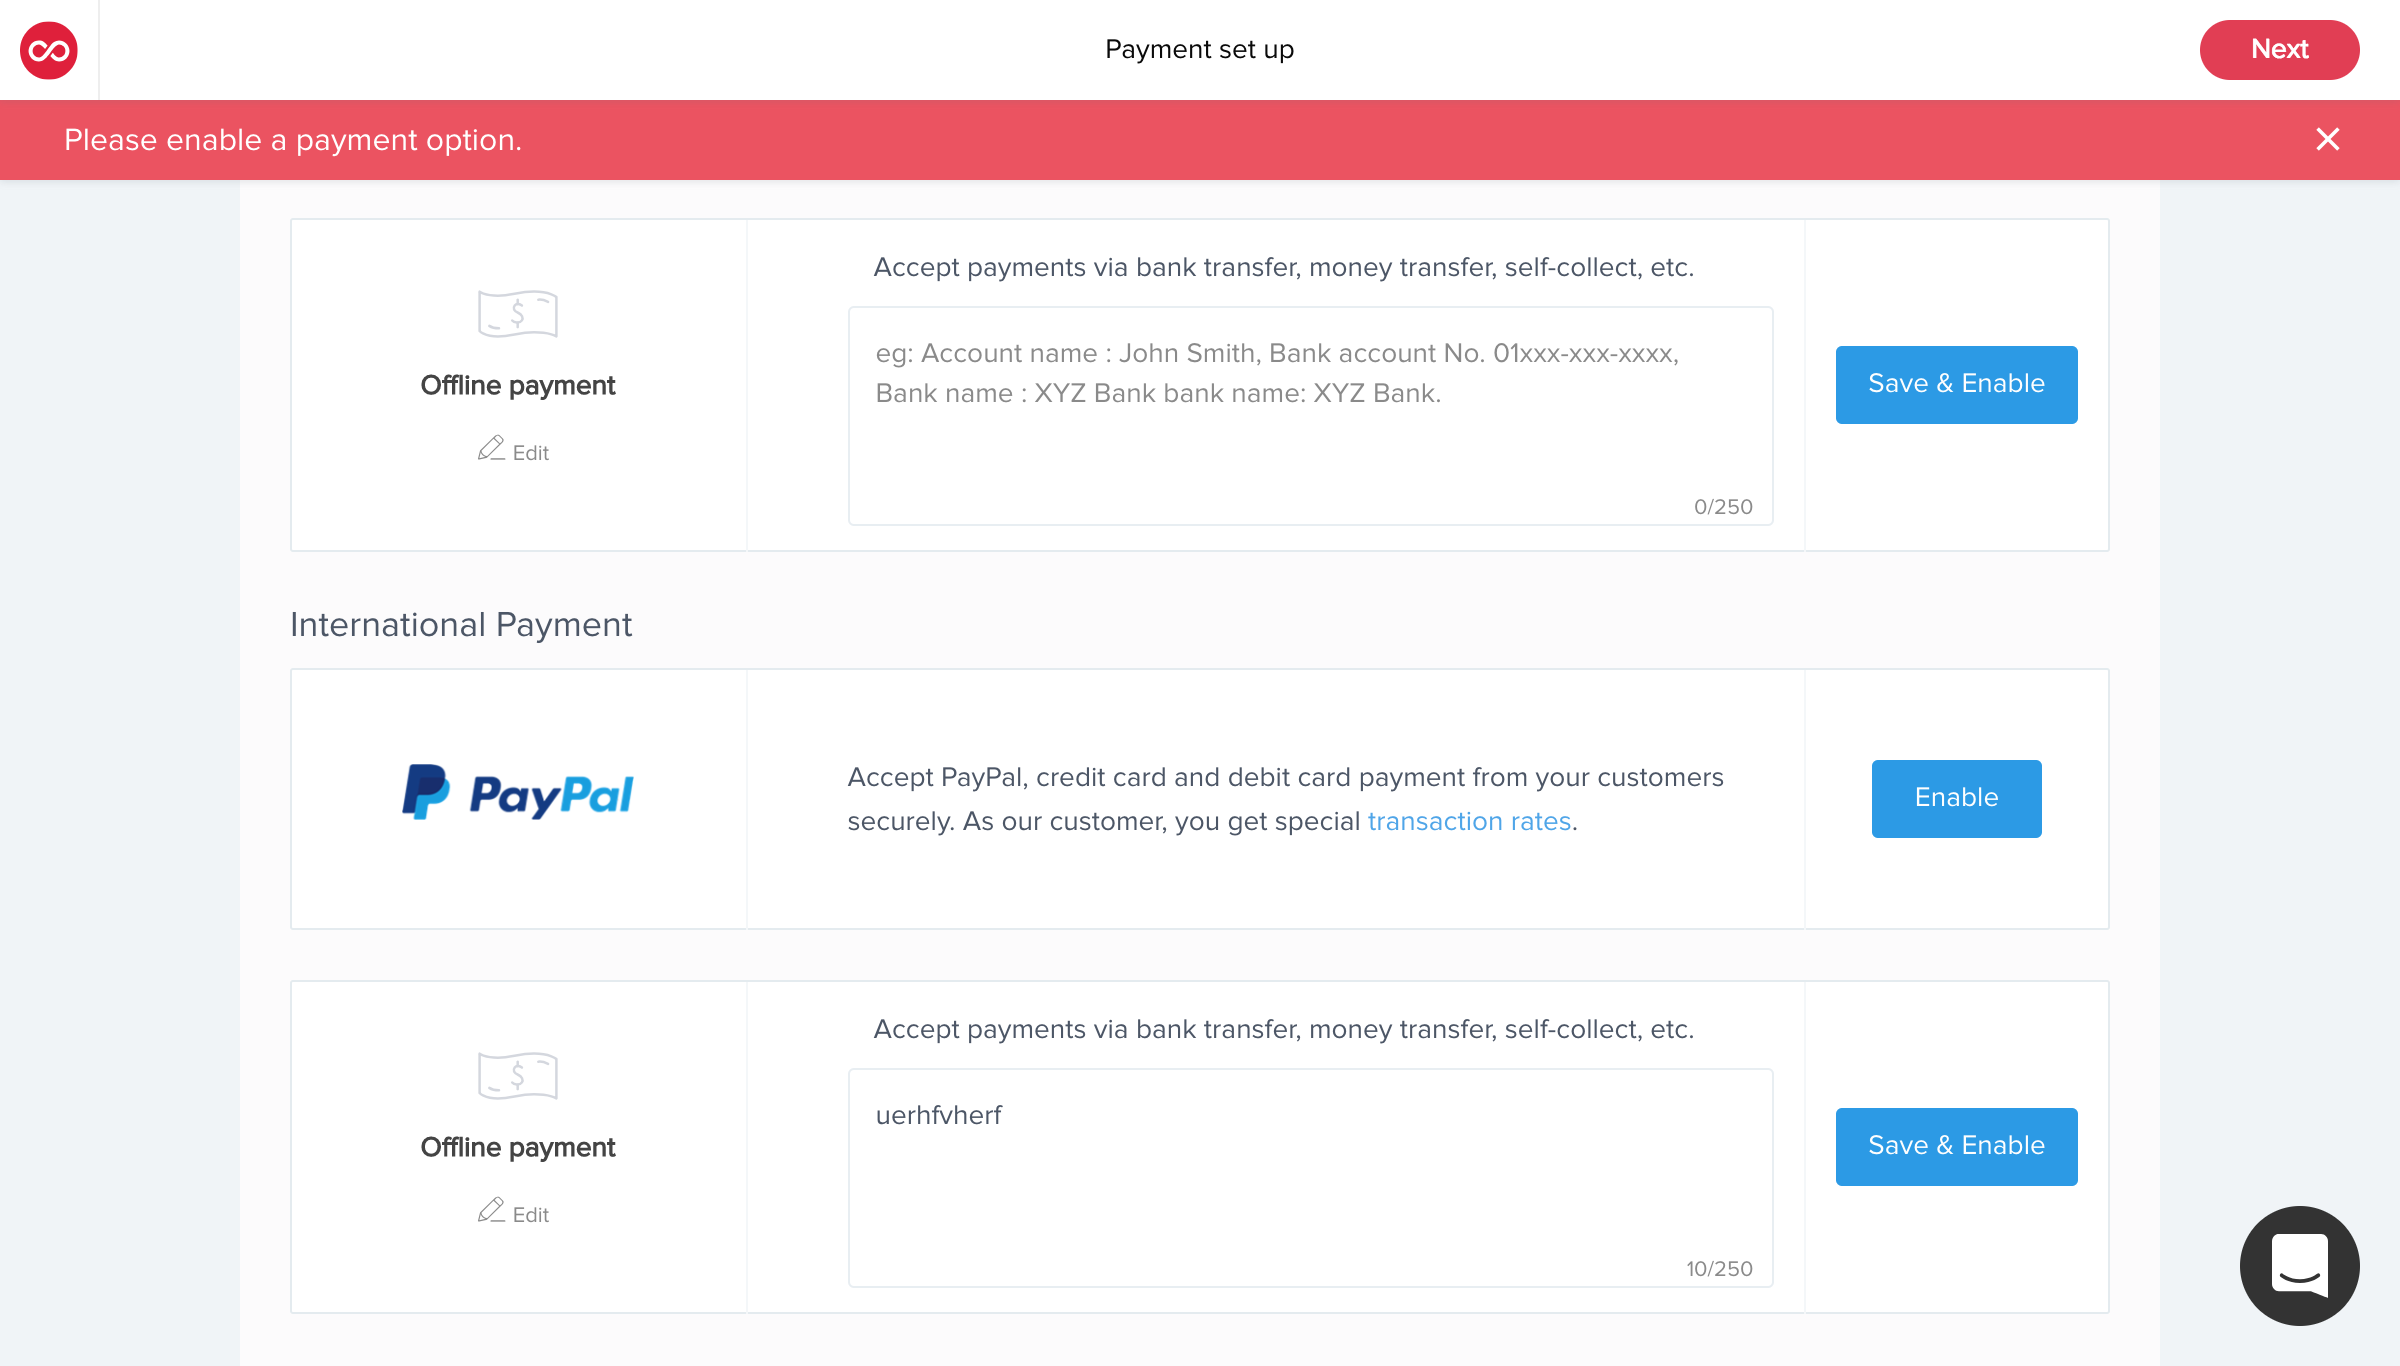 Payment set up
Next
Please enable a payment option.
Accept payments via bank transfer, money transfer, self-collect, etc.
Offline payment
Edit
eg: Account name : John Smith, Bank account No. 01xxx-xxx-xxxx,
Bank name : XYZ Bank bank name: XYZ Bank.
0/250
Save & Enable
International Payment
PayPal
Accept PayPal, credit card and debit card payment from your customers
securely. As our customer, you get special transaction rates.
Enable
Accept payments via bank transfer, money transfer, self-collect, etc.
Offline payment
Edit
uerhfvherf
10/250
Save & Enable